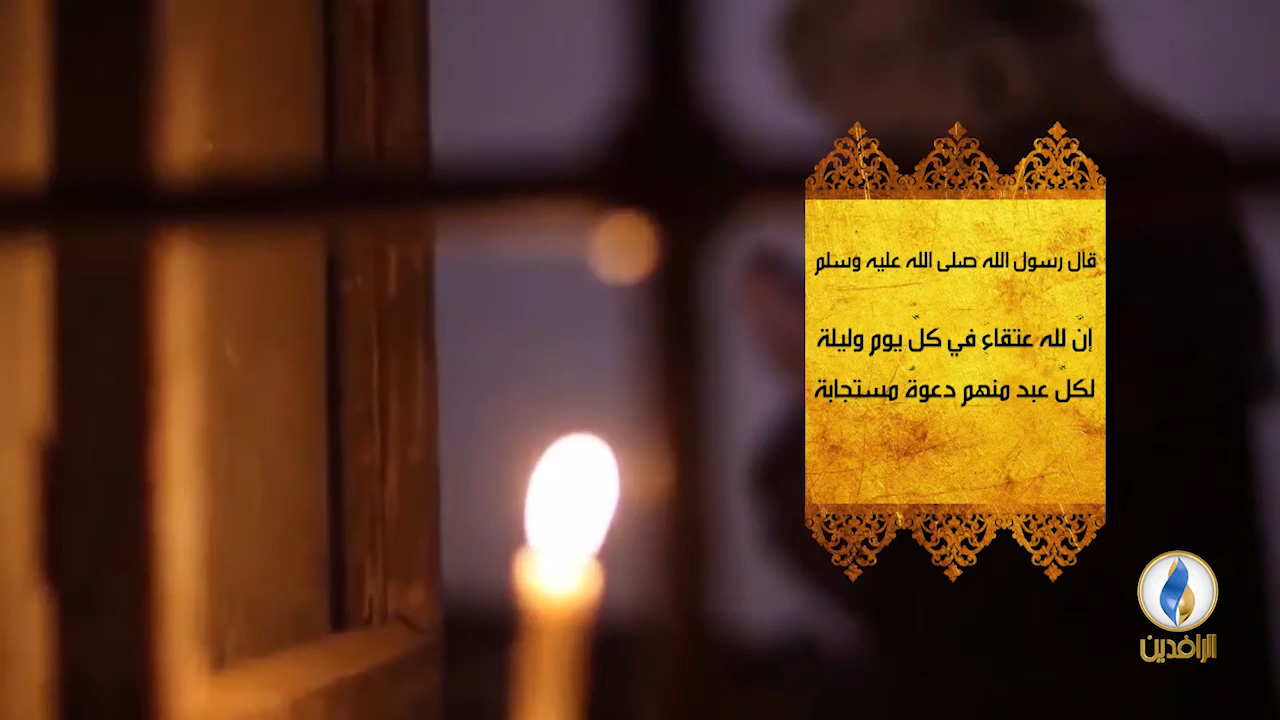 قال رسول الله صلى الله عليه وسلم
إنّ لله عتقاءِ في كلّ يوم وليلة
لكلّ عبد منهم دعوةً مستجابة
الرافدين